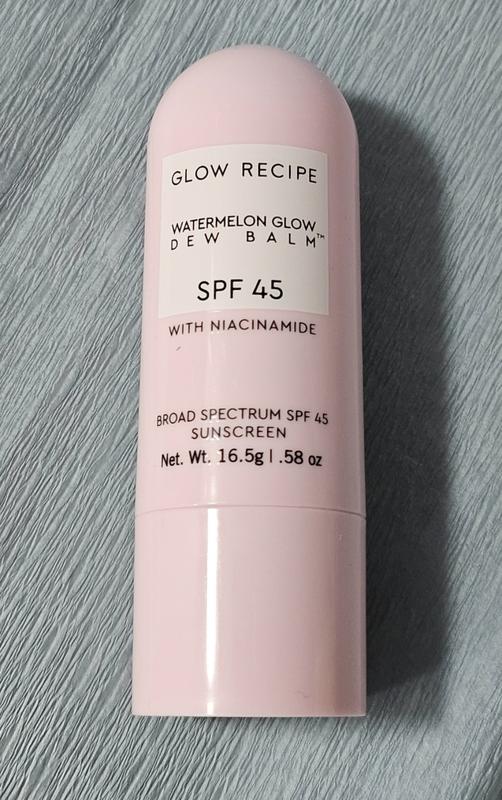 GLOW RECIPE
WATERMELON GLOW
DEW BALM™
SPF 45
WITH NIACINAMIDE
BROAD SPECTRUM SPF 45
SUNSCREEN
Net. Wt. 16.5g | .58 oz